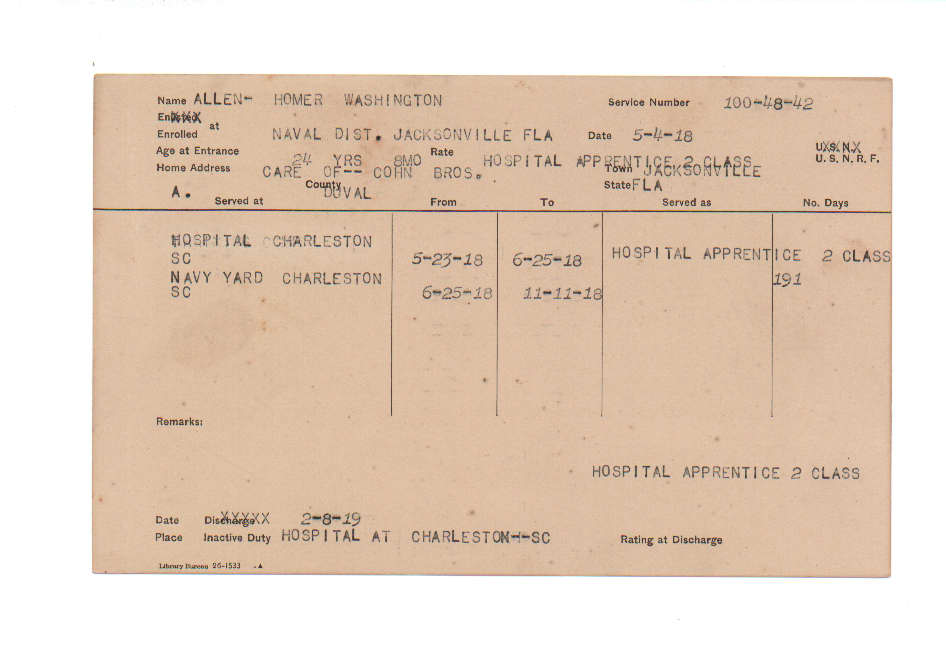 Name ALLEN- HOMER WASHINGTON Service Number 100-48-42
Enlisted at
Enrolled NAVAL DIST. JACKSONVILLE FLA Date 5-4-18
Age at Entrance 24 YRS 8MO Rate HOSPITAL APPRENTICE 2 CLASS U.S.N.
U.S.N.R.F.
Home Address CARE OF-- COHN BROS. Town JACKSONVILLE
A. County DUVAL State FLA
Served at From To Served as No. Days
HOSPITAL CHARLESTON
SC 5-23-18 6-25-18 HOSPITAL APPRENTICE 2 CLASS
NAVY YARD CHARLESTON 191
SC 6-25-18 11-11-18
Remarks:
HOSPITAL APPRENTICE 2 CLASS
Date Discharge XXXXX 2-8-19
Place Inactive Duty HOSPITAL AT CHARLESTON--SC Rating at Discharge
Library Bureau 26-1533 .A